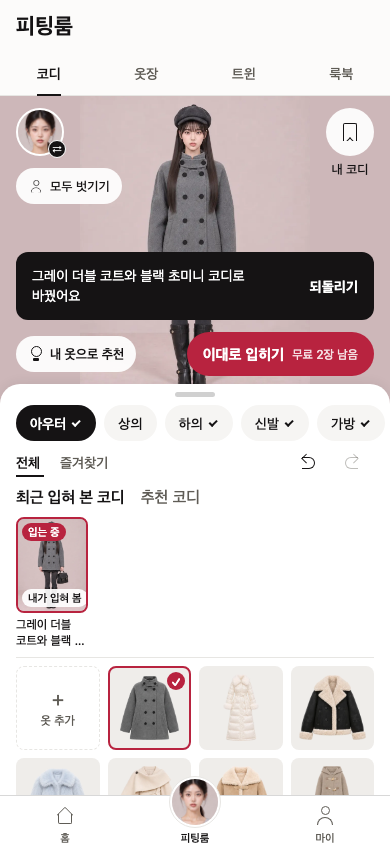 피팅룸
코디
옷장
트윈
룩북
내 코디
모두 벗기기
그레이 더블 코트와 블랙 초미니 코디로
바꿨어요
되돌리기
내 옷으로 추천
이대로 입히기 무료 2장 남음
아우터
상의
하의
신발
가방
전체
즐겨찾기
최근 입혀 본 코디
추천 코디
입는 중
내가 입혀 봄
그레이 더블
코트와 블랙 ...
옷 추가
홈
피팅룸
마이